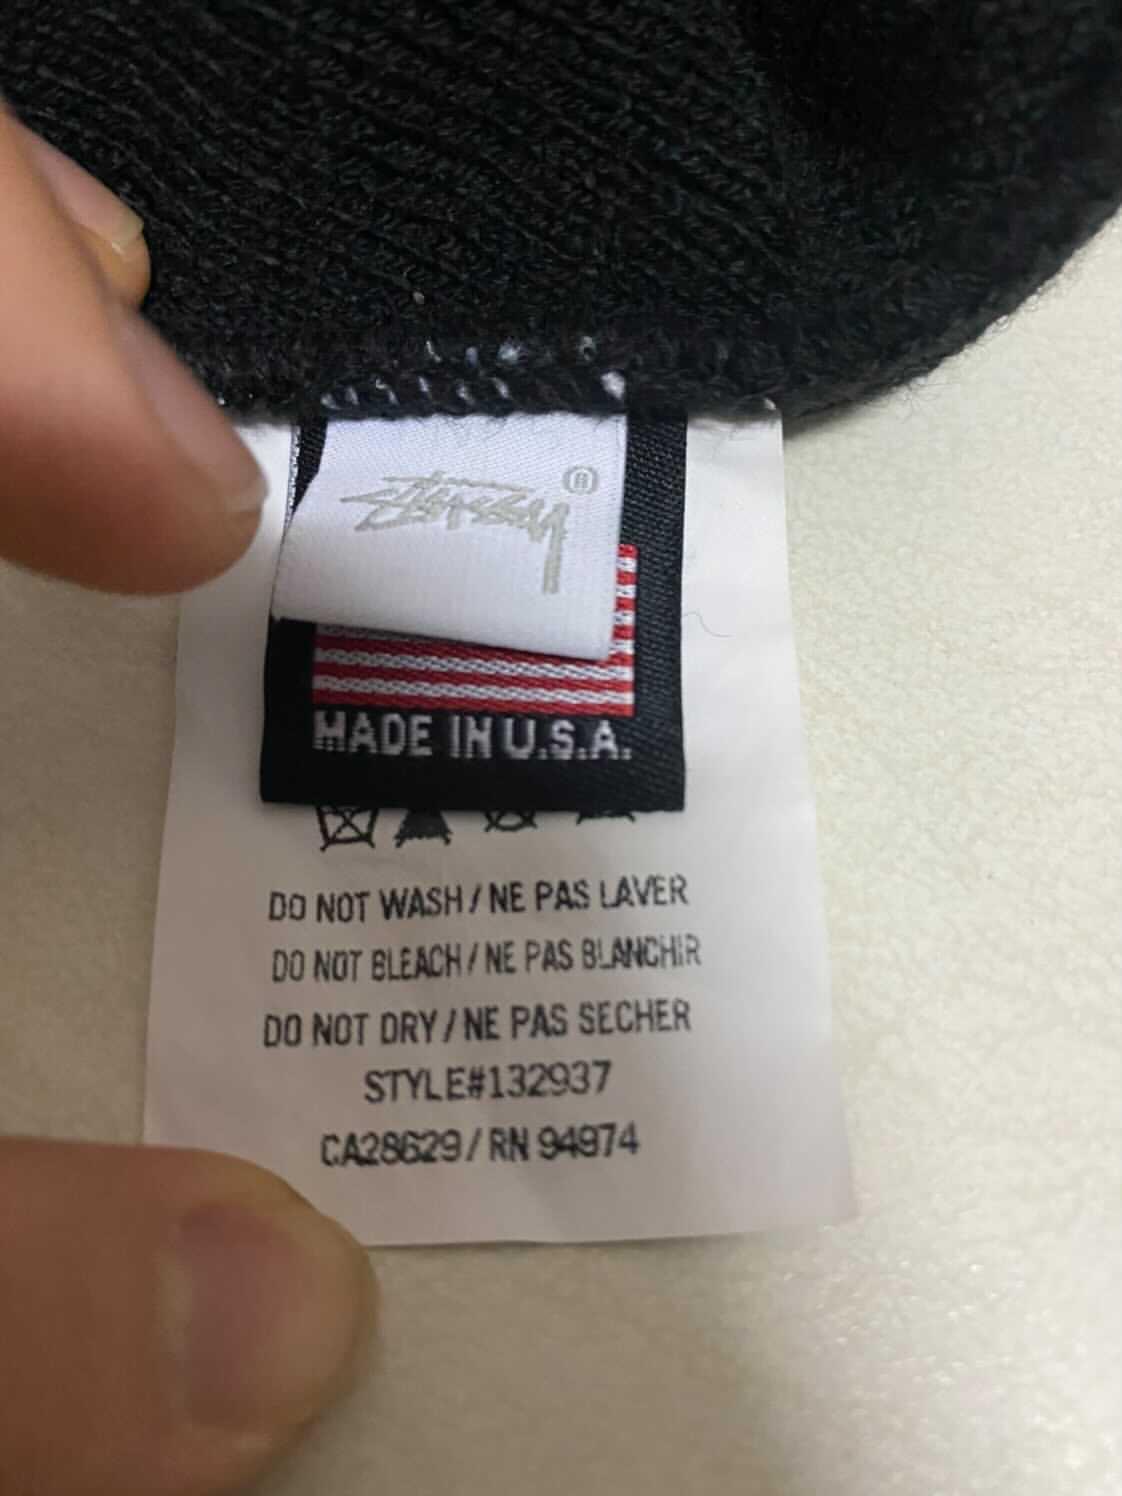 Stüssy ®
MADE IN U.S.A.
DO NOT WASH / NE PAS LAVER
DO NOT BLEACH / NE PAS BLANCHIR
DO NOT DRY / NE PAS SECHER
STYLE#132937
CA28629 / RN 94974